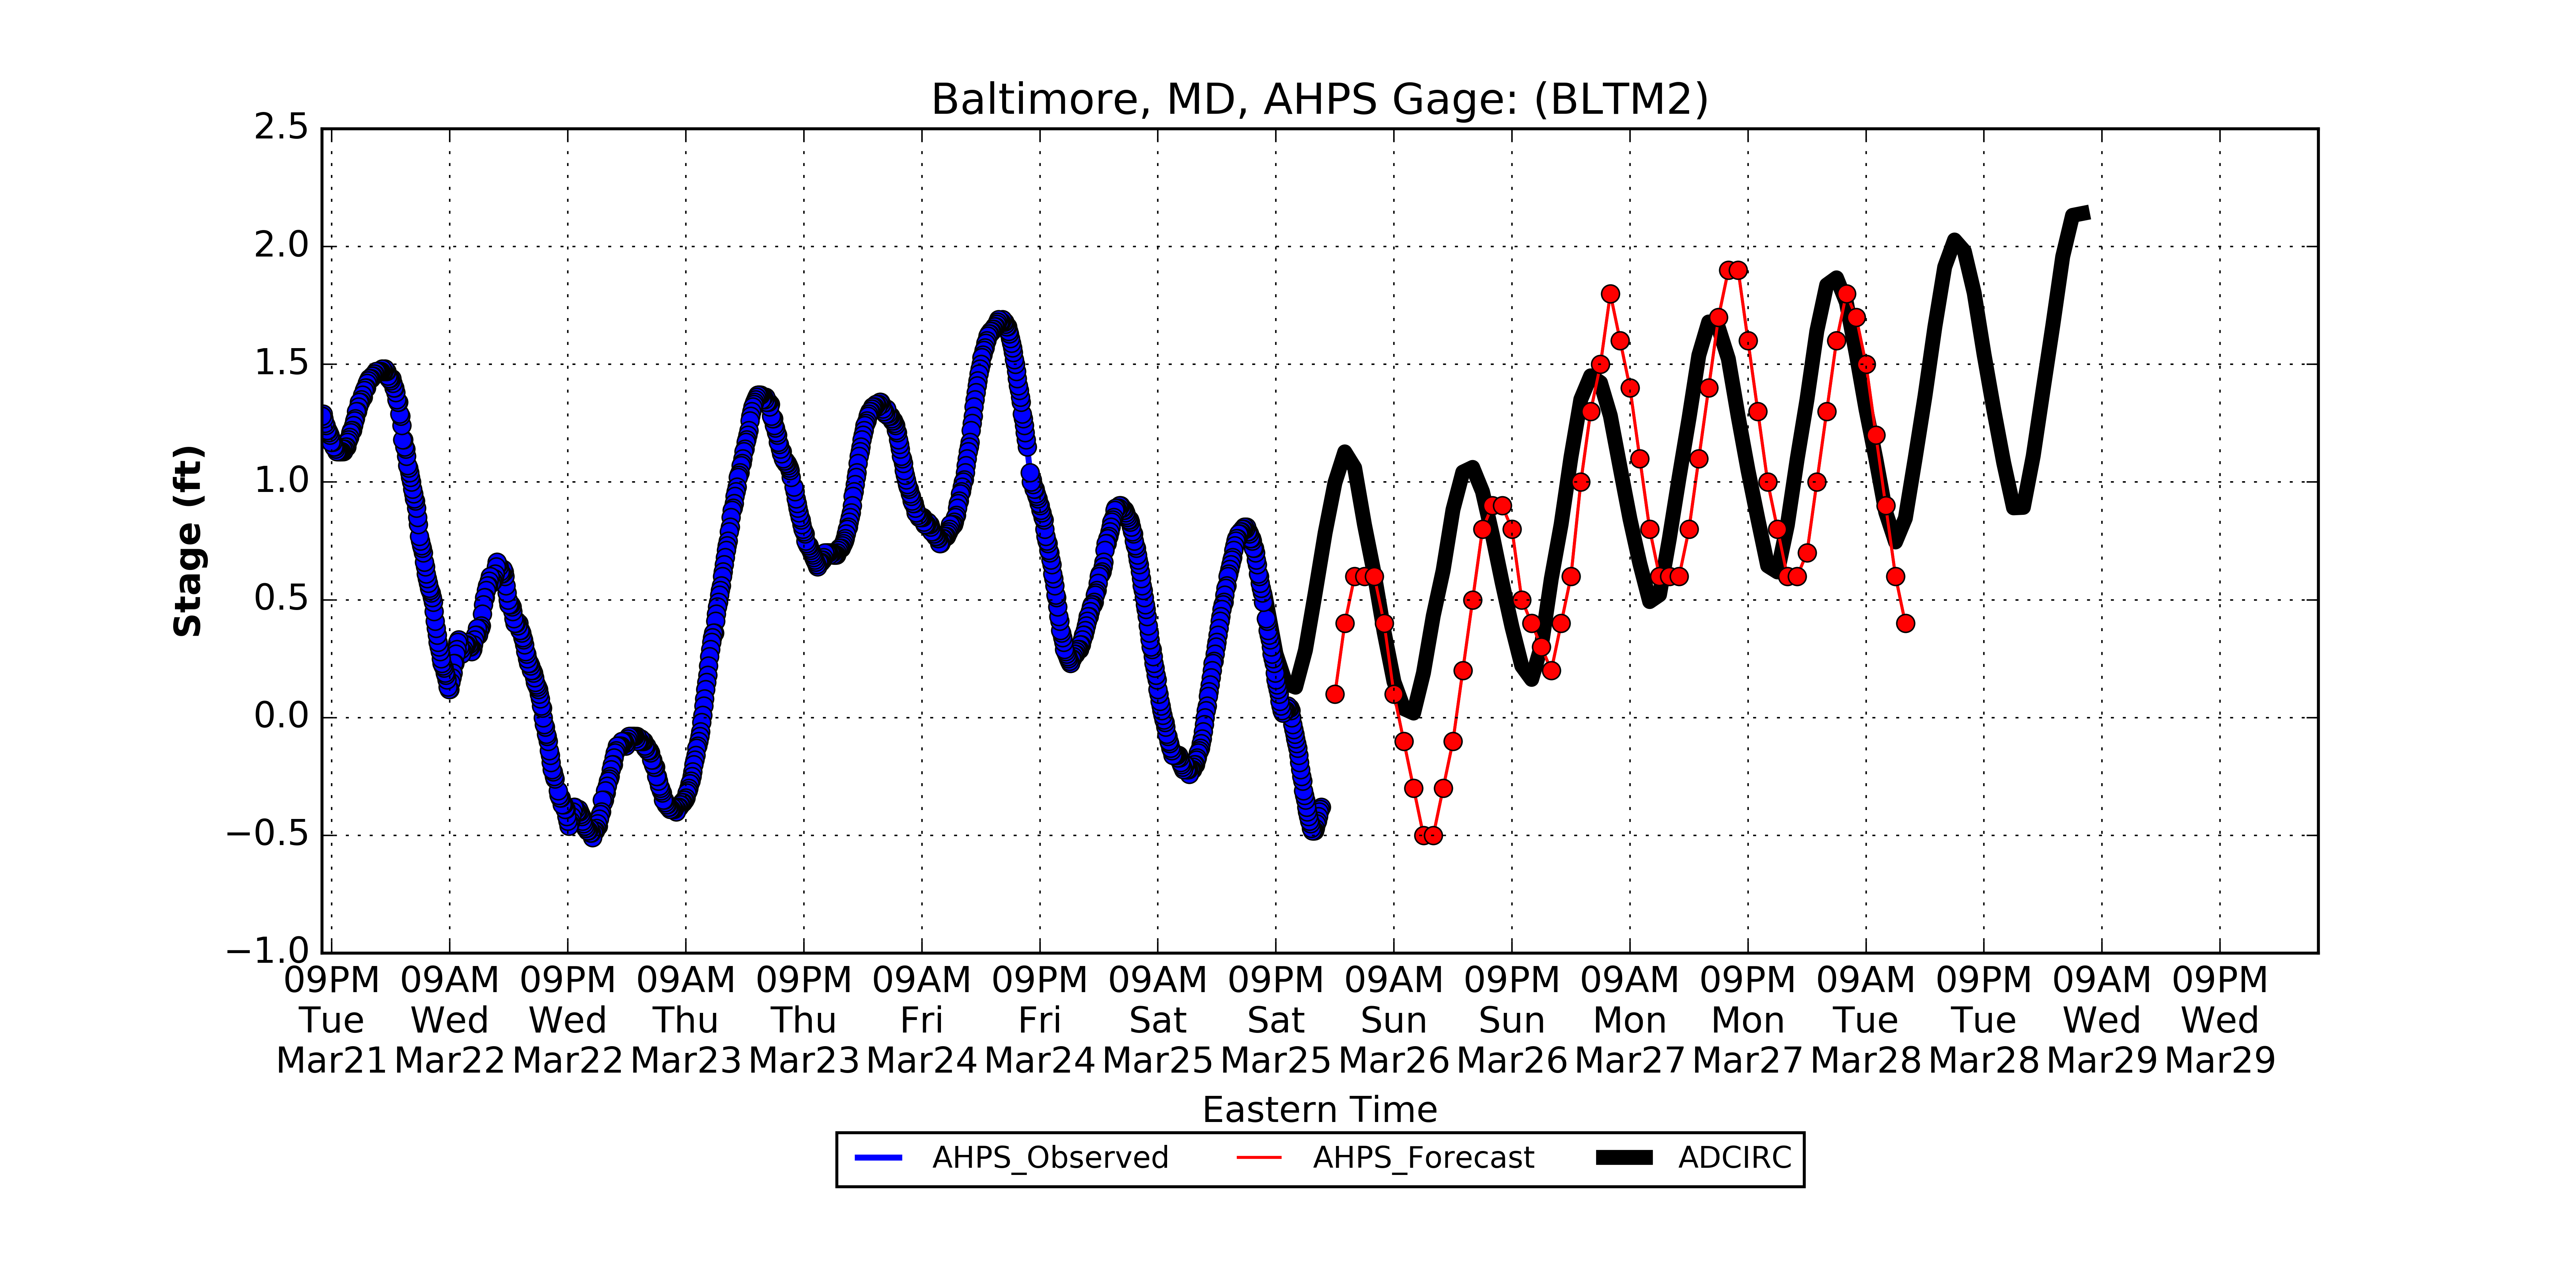 Baltimore, MD, AHPS Gage: (BLTM2)
2.5
2.0
1.5
1.0
0.5
0.0
−0.5
−1.0
Stage (ft)
09PM 09AM 09PM 09AM 09PM 09AM 09PM 09AM 09PM 09AM 09PM 09AM 09PM 09AM 09PM 09AM 09PM
Tue Wed Wed Thu Thu Fri Fri Sat Sat Sun Sun Mon Mon Tue Tue Wed Wed
Mar21 Mar22 Mar22 Mar23 Mar23 Mar24 Mar24 Mar25 Mar25 Mar26 Mar26 Mar27 Mar27 Mar28 Mar28 Mar29 Mar29
Eastern Time
AHPS_Observed AHPS_Forecast ADCIRC